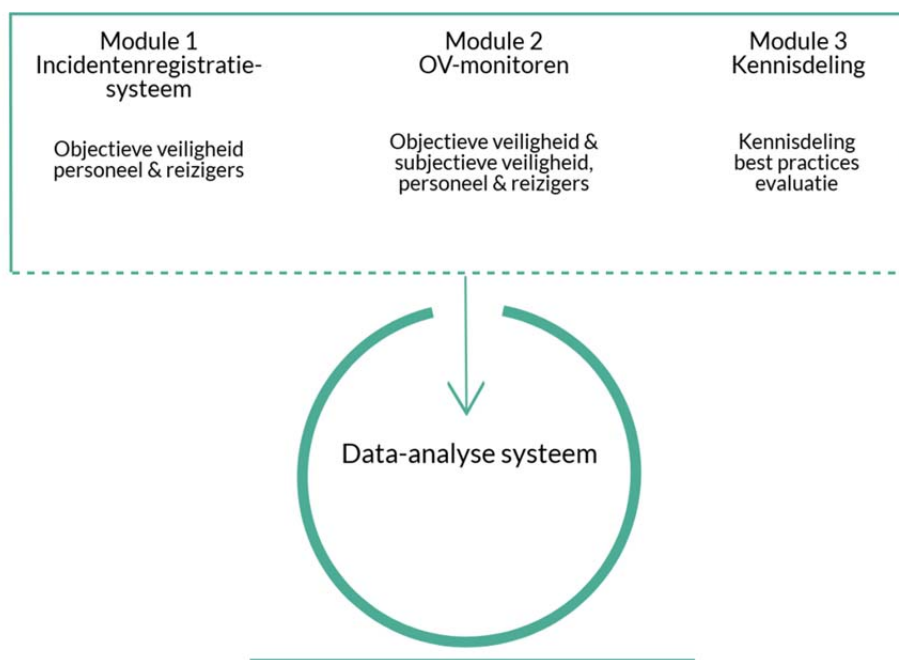 Module 1
Incidentenregistratie-
systeem
Objectieve veiligheid
personeel & reizigers
Module 2
OV-monitoren
Objectieve veiligheid &
subjectieve veiligheid,
personeel & reizigers
Module 3
Kennisdeling
Kennisdeling
best practices
evaluatie
Data-analyse systeem